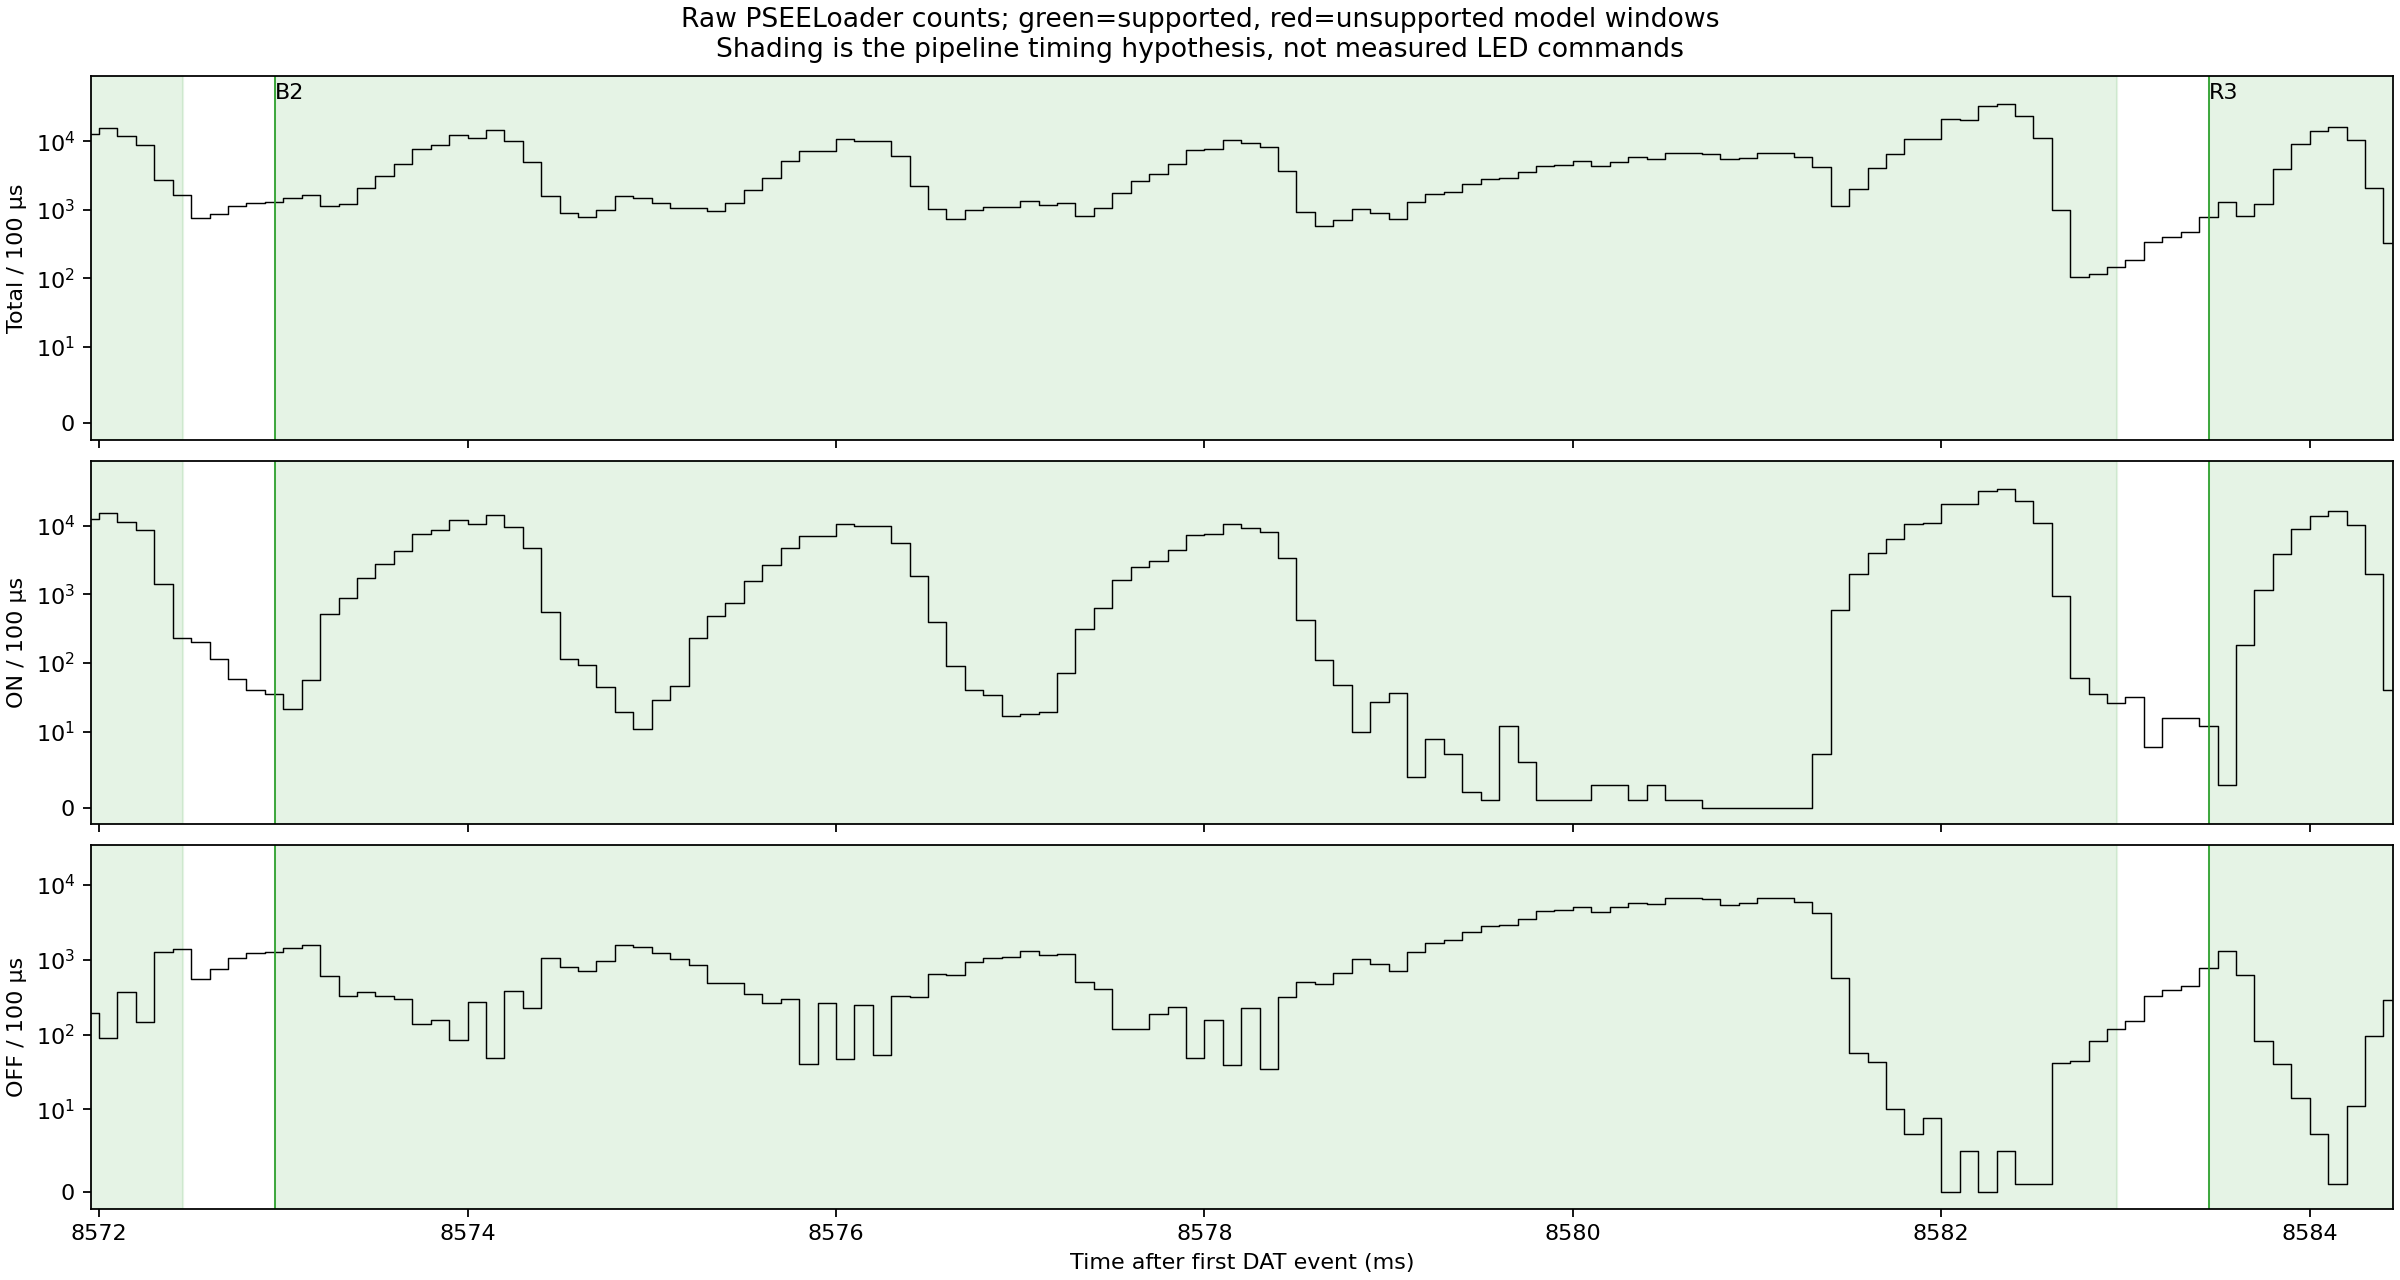 Raw PSEELoader counts; green=supported, red=unsupported model windows
Shading is the pipeline timing hypothesis, not measured LED commands
B2
R3
Total / 100 µs
10⁴
10³
10²
10¹
0
ON / 100 µs
10⁴
10³
10²
10¹
0
OFF / 100 µs
10⁴
10³
10²
10¹
0
8572 8574 8576 8578 8580 8582 8584
Time after first DAT event (ms)